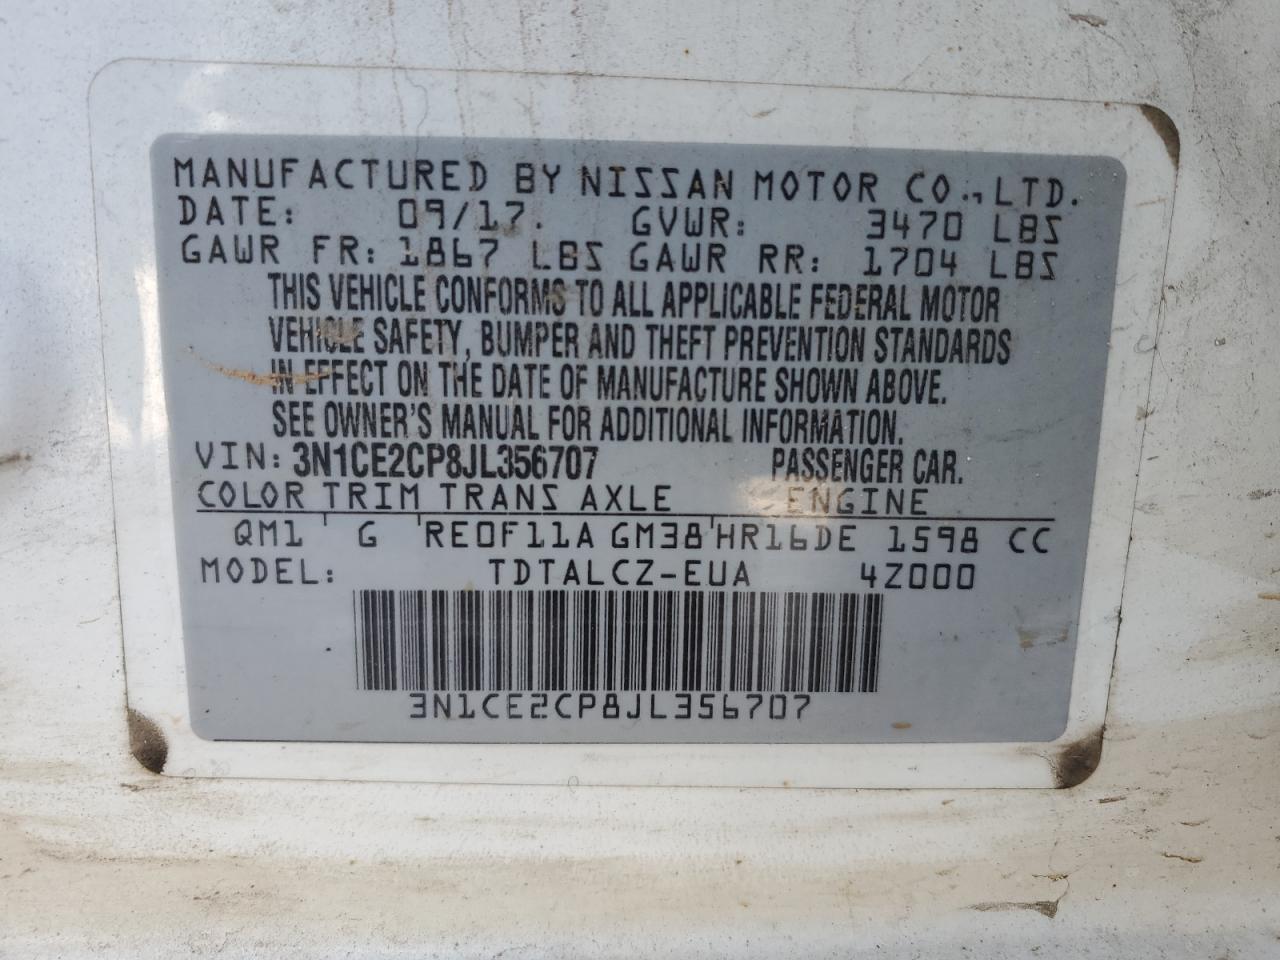 MANUFACTURED BY NISSAN MOTOR CO., LTD.
DATE: 09/17. GVWR: 3470 LBS
GAWR FR: 1867 LBS GAWR RR: 1704 LBS
THIS VEHICLE CONFORMS TO ALL APPLICABLE FEDERAL MOTOR
VEHICLE SAFETY, BUMPER AND THEFT PREVENTION STANDARDS
IN EFFECT ON THE DATE OF MANUFACTURE SHOWN ABOVE.
SEE OWNER'S MANUAL FOR ADDITIONAL INFORMATION.
VIN: 3N1CE2CP8JL356707 PASSENGER CAR.
COLOR TRIM TRANS AXLE ENGINE
QM1 ' G ' RE0F11A GM38 ' HR16DE 1598 CC
MODEL: TDTALCZ-EUA 4Z000
3N1CE2CP8JL356707